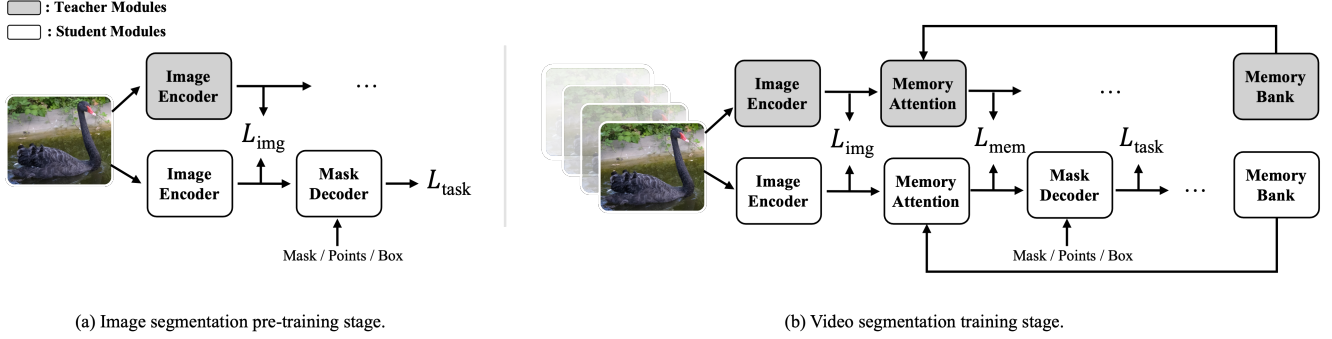 : Teacher Modules
: Student Modules
Image
Encoder
...
L_img
Image
Encoder
Mask
Decoder
L_task
Mask / Points / Box
(a) Image segmentation pre-training stage.
Image
Encoder
Memory
Attention
...
Memory
Bank
L_img
L_mem
L_task
Image
Encoder
Memory
Attention
Mask
Decoder
...
Memory
Bank
Mask / Points / Box
(b) Video segmentation training stage.